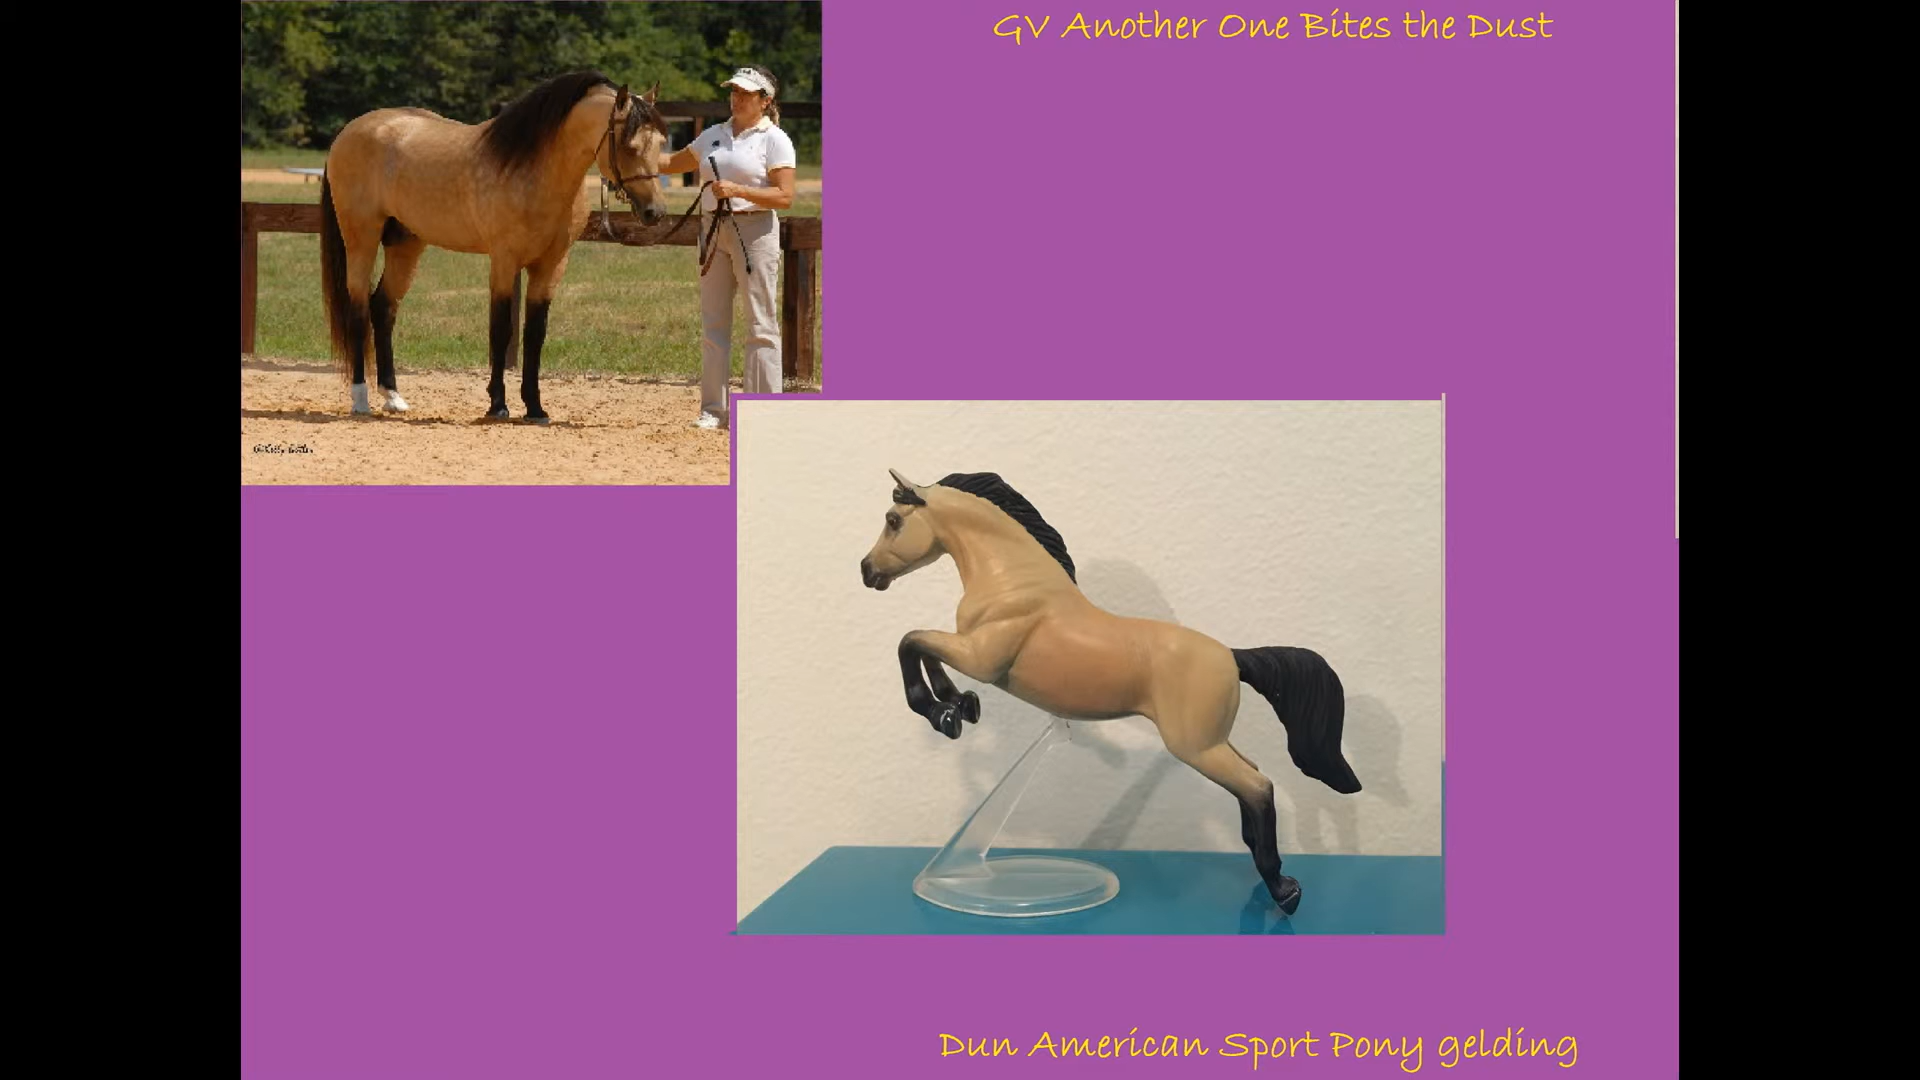 GV Another One Bites the Dust
Dun American Sport Pony gelding